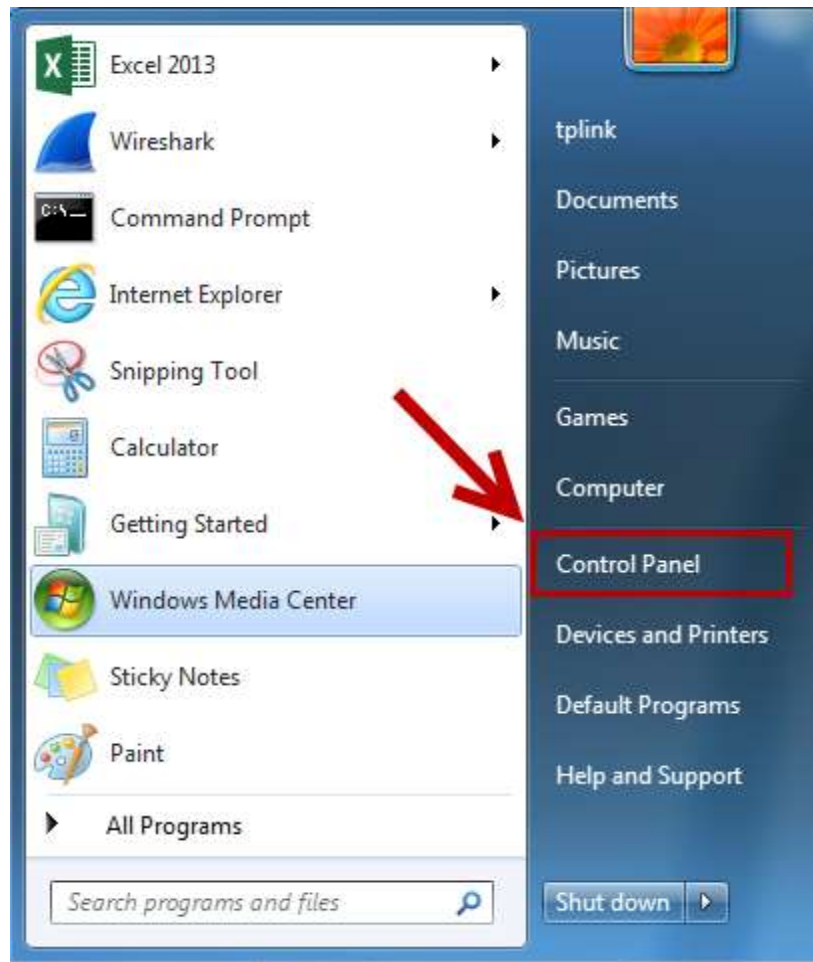 Excel 2013
Wireshark
Command Prompt
Internet Explorer
Snipping Tool
Calculator
Getting Started
Windows Media Center
Sticky Notes
Paint
All Programs
Search programs and files
tplink
Documents
Pictures
Music
Games
Computer
Control Panel
Devices and Printers
Default Programs
Help and Support
Shut down